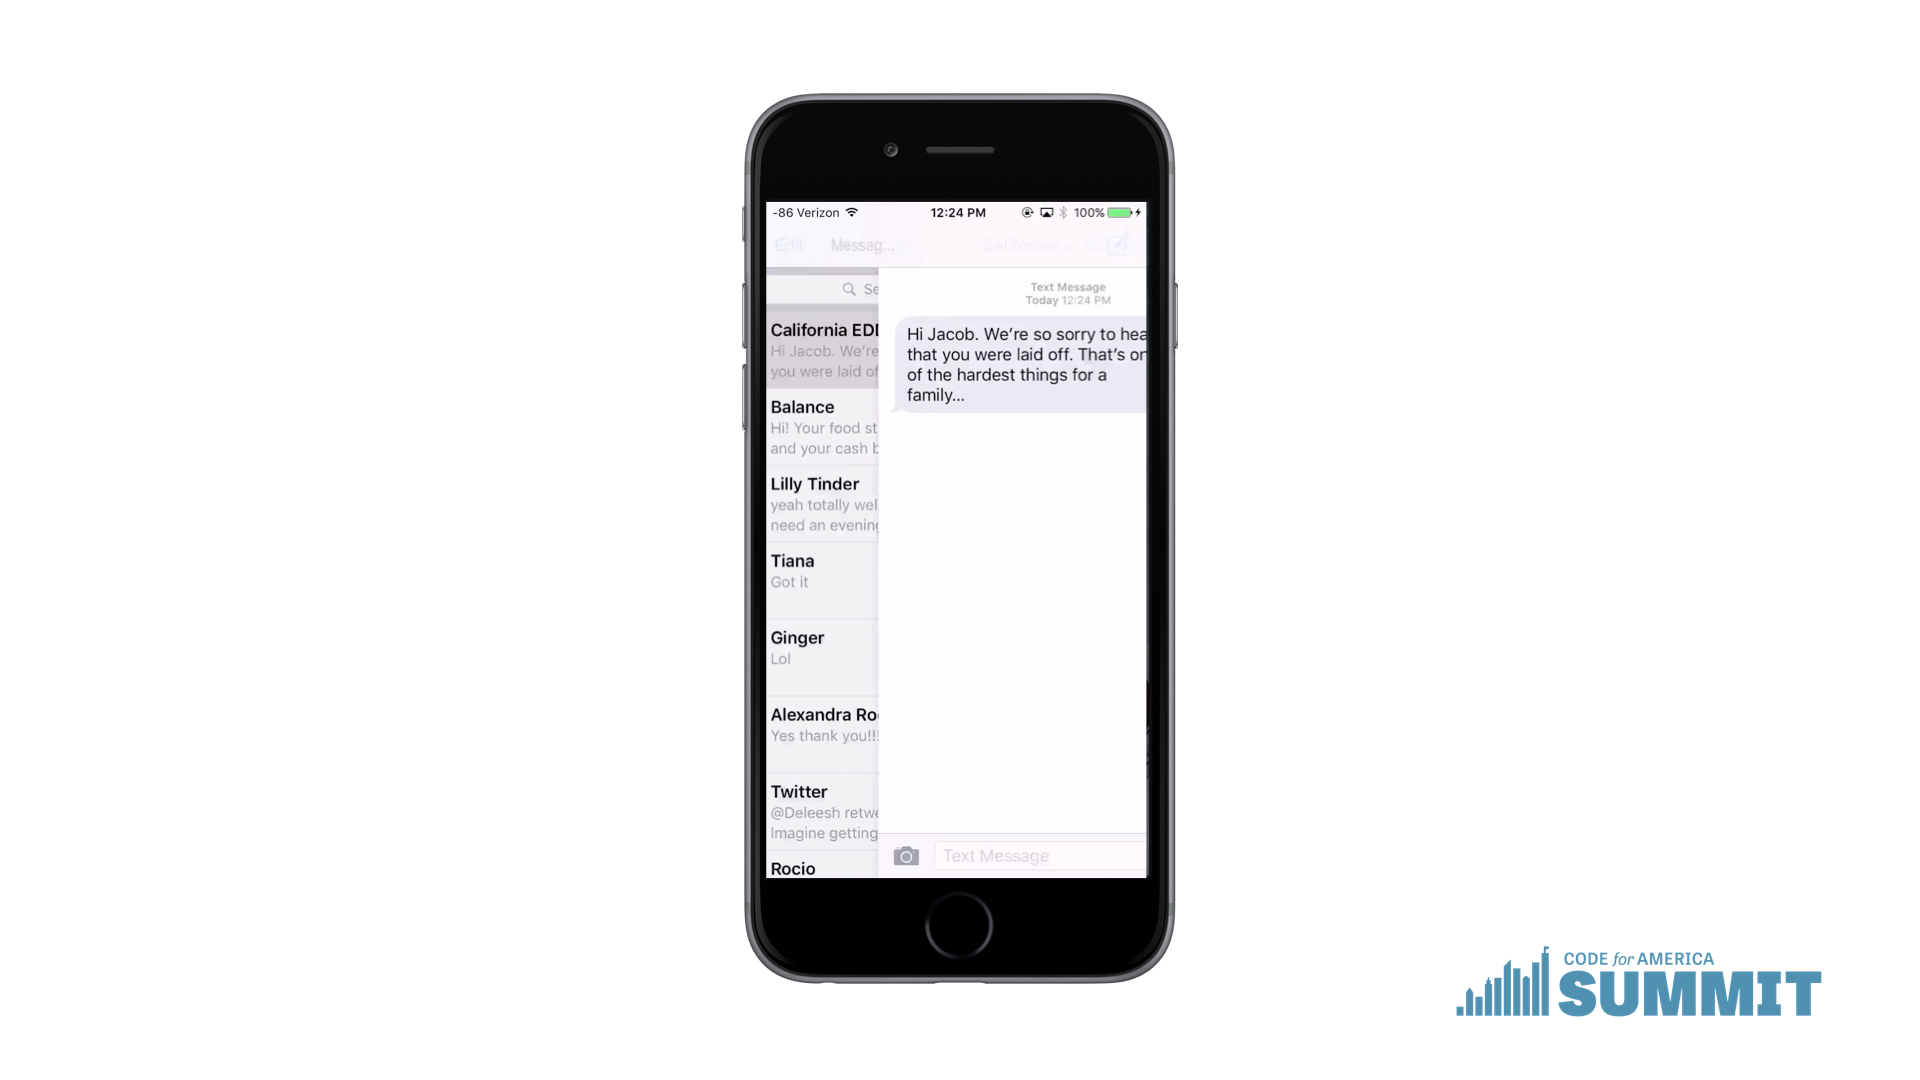 -86 Verizon 12:24 PM 100%
Edit Messag... California
Se
Text Message
Today 12:24 PM
California EDD
Hi Jacob. We're
you were laid of
Hi Jacob. We're so sorry to hea
that you were laid off. That's on
of the hardest things for a
family...
Balance
Hi! Your food st
and your cash b
Lilly Tinder
yeah totally wel
need an evening
Tiana
Got it
Ginger
Lol
Alexandra Ro
Yes thank you!!!
Twitter
@Deleesh retwe
Imagine getting
Rocio
Text Message
CODE for AMERICA
SUMMIT